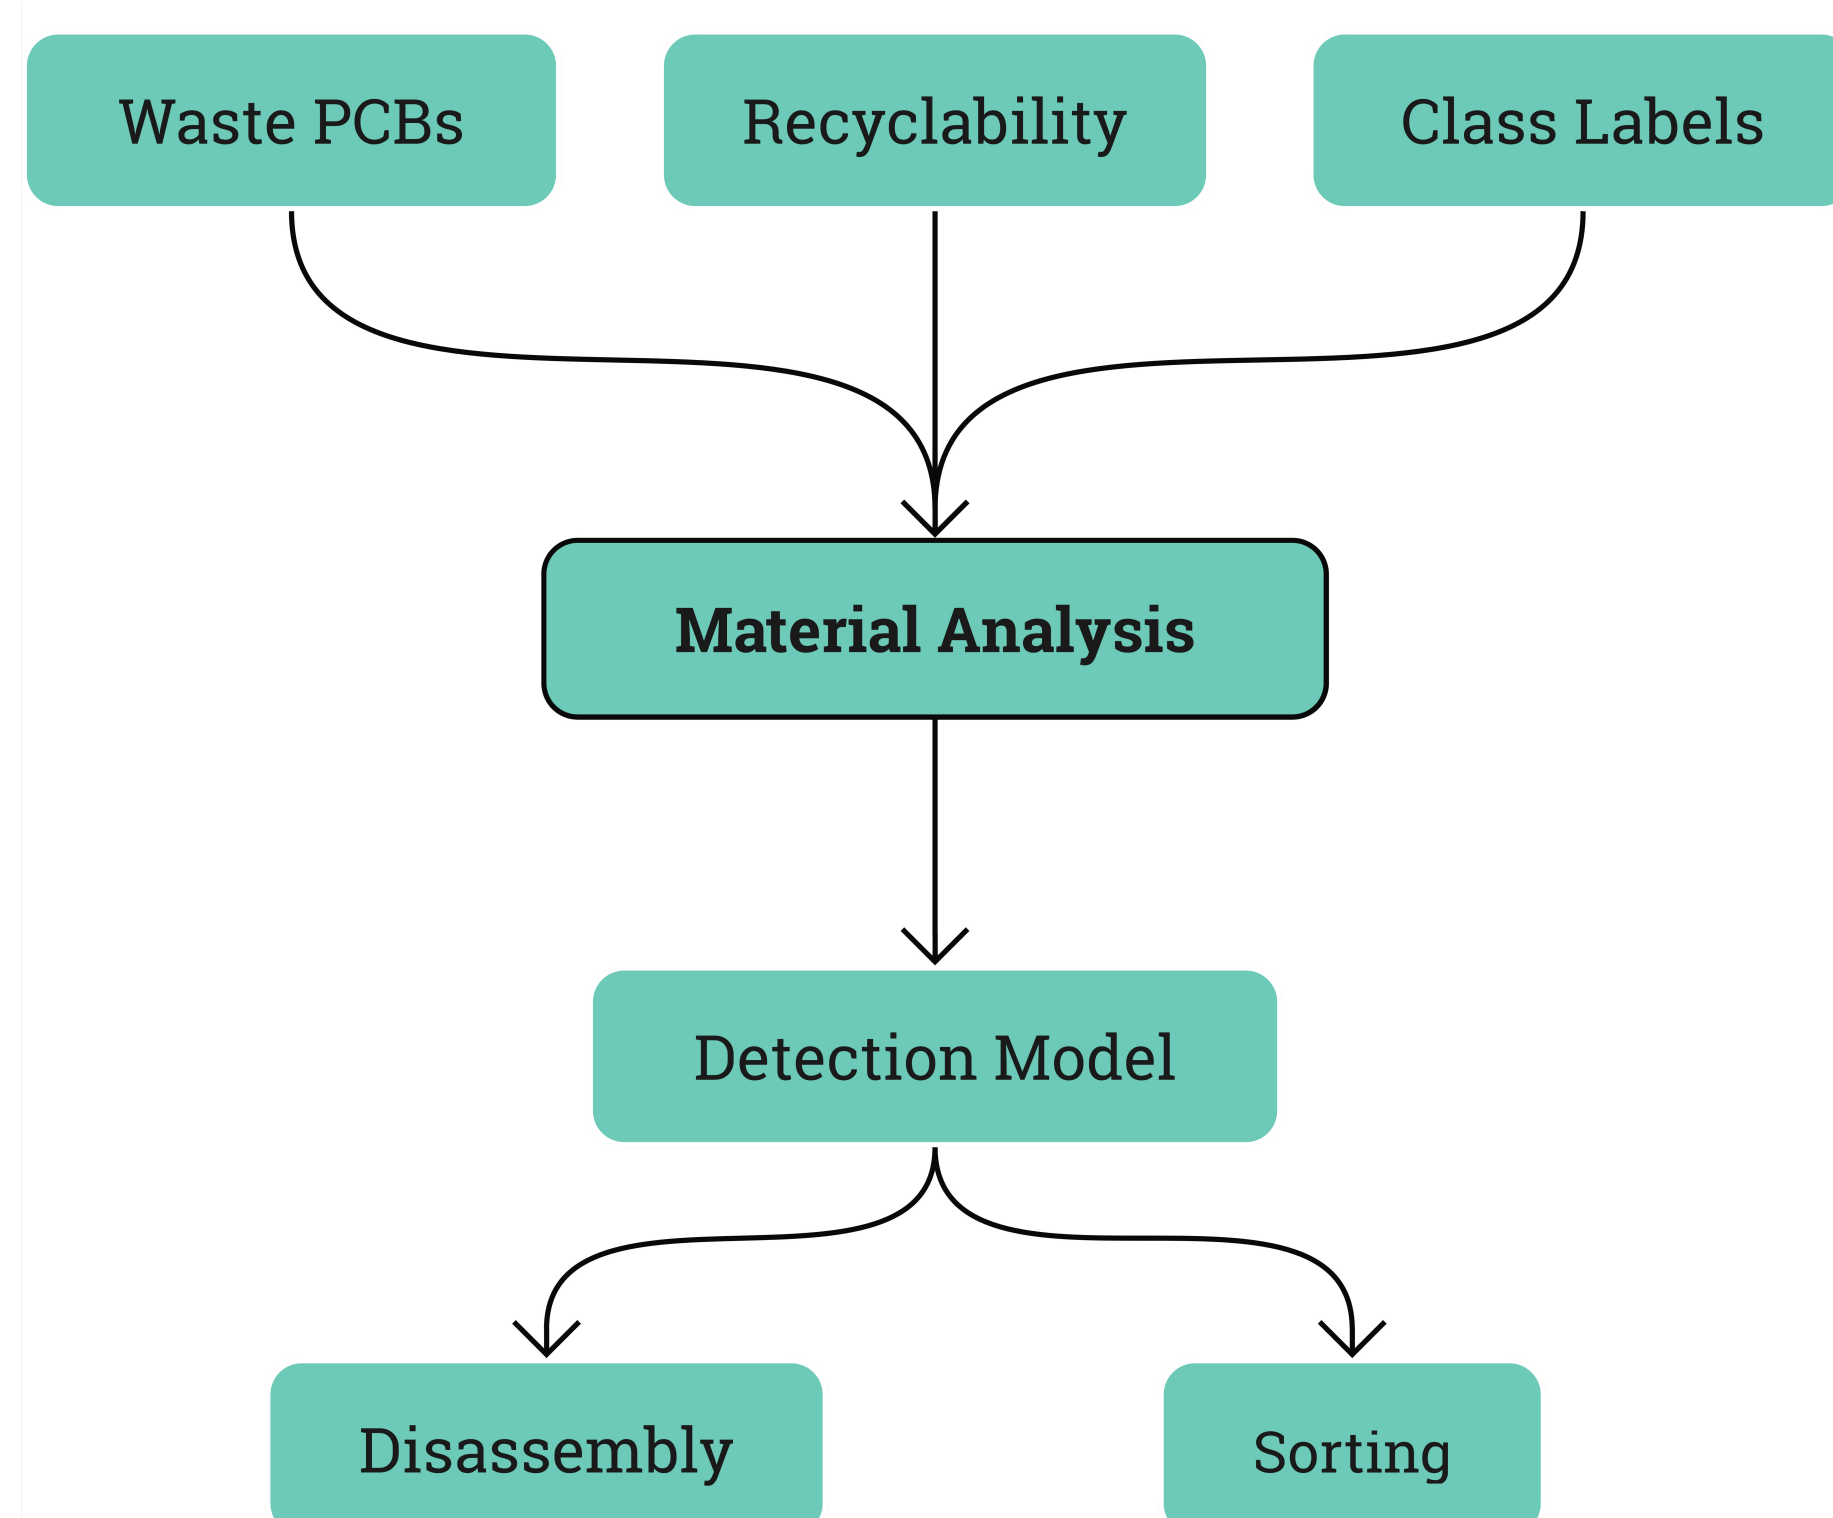 Waste PCBs
Recyclability
Class Labels
Material Analysis
Detection Model
Disassembly
Sorting